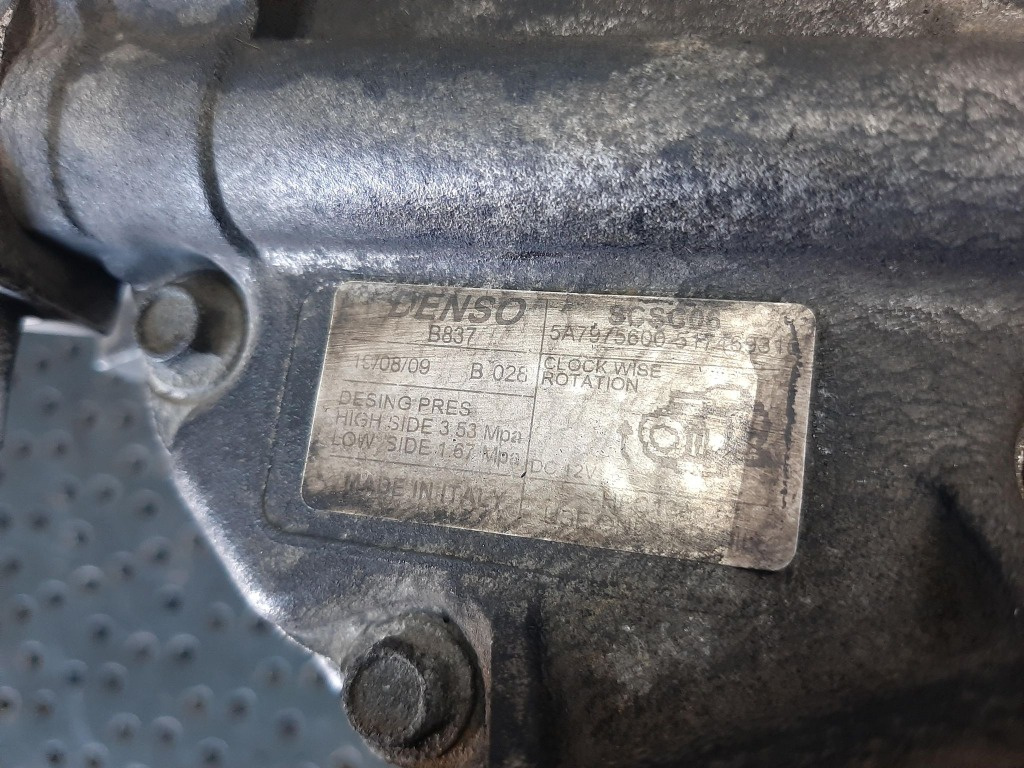 DENSO
B837
SCSC06
5A7975600
08/09 B 028
CLOCK WISE
ROTATION
DESING PRES
HIGH SIDE 3.53 Mpa
LOW SIDE 1.67 Mpa
DC 12V
MADE IN ITALY